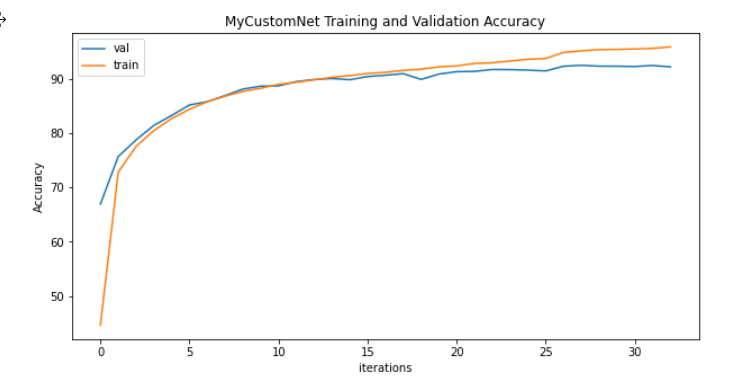 MyCustomNet Training and Validation Accuracy
val
train
90
80
70
60
50
Accuracy
0 5 10 15 20 25 30
iterations